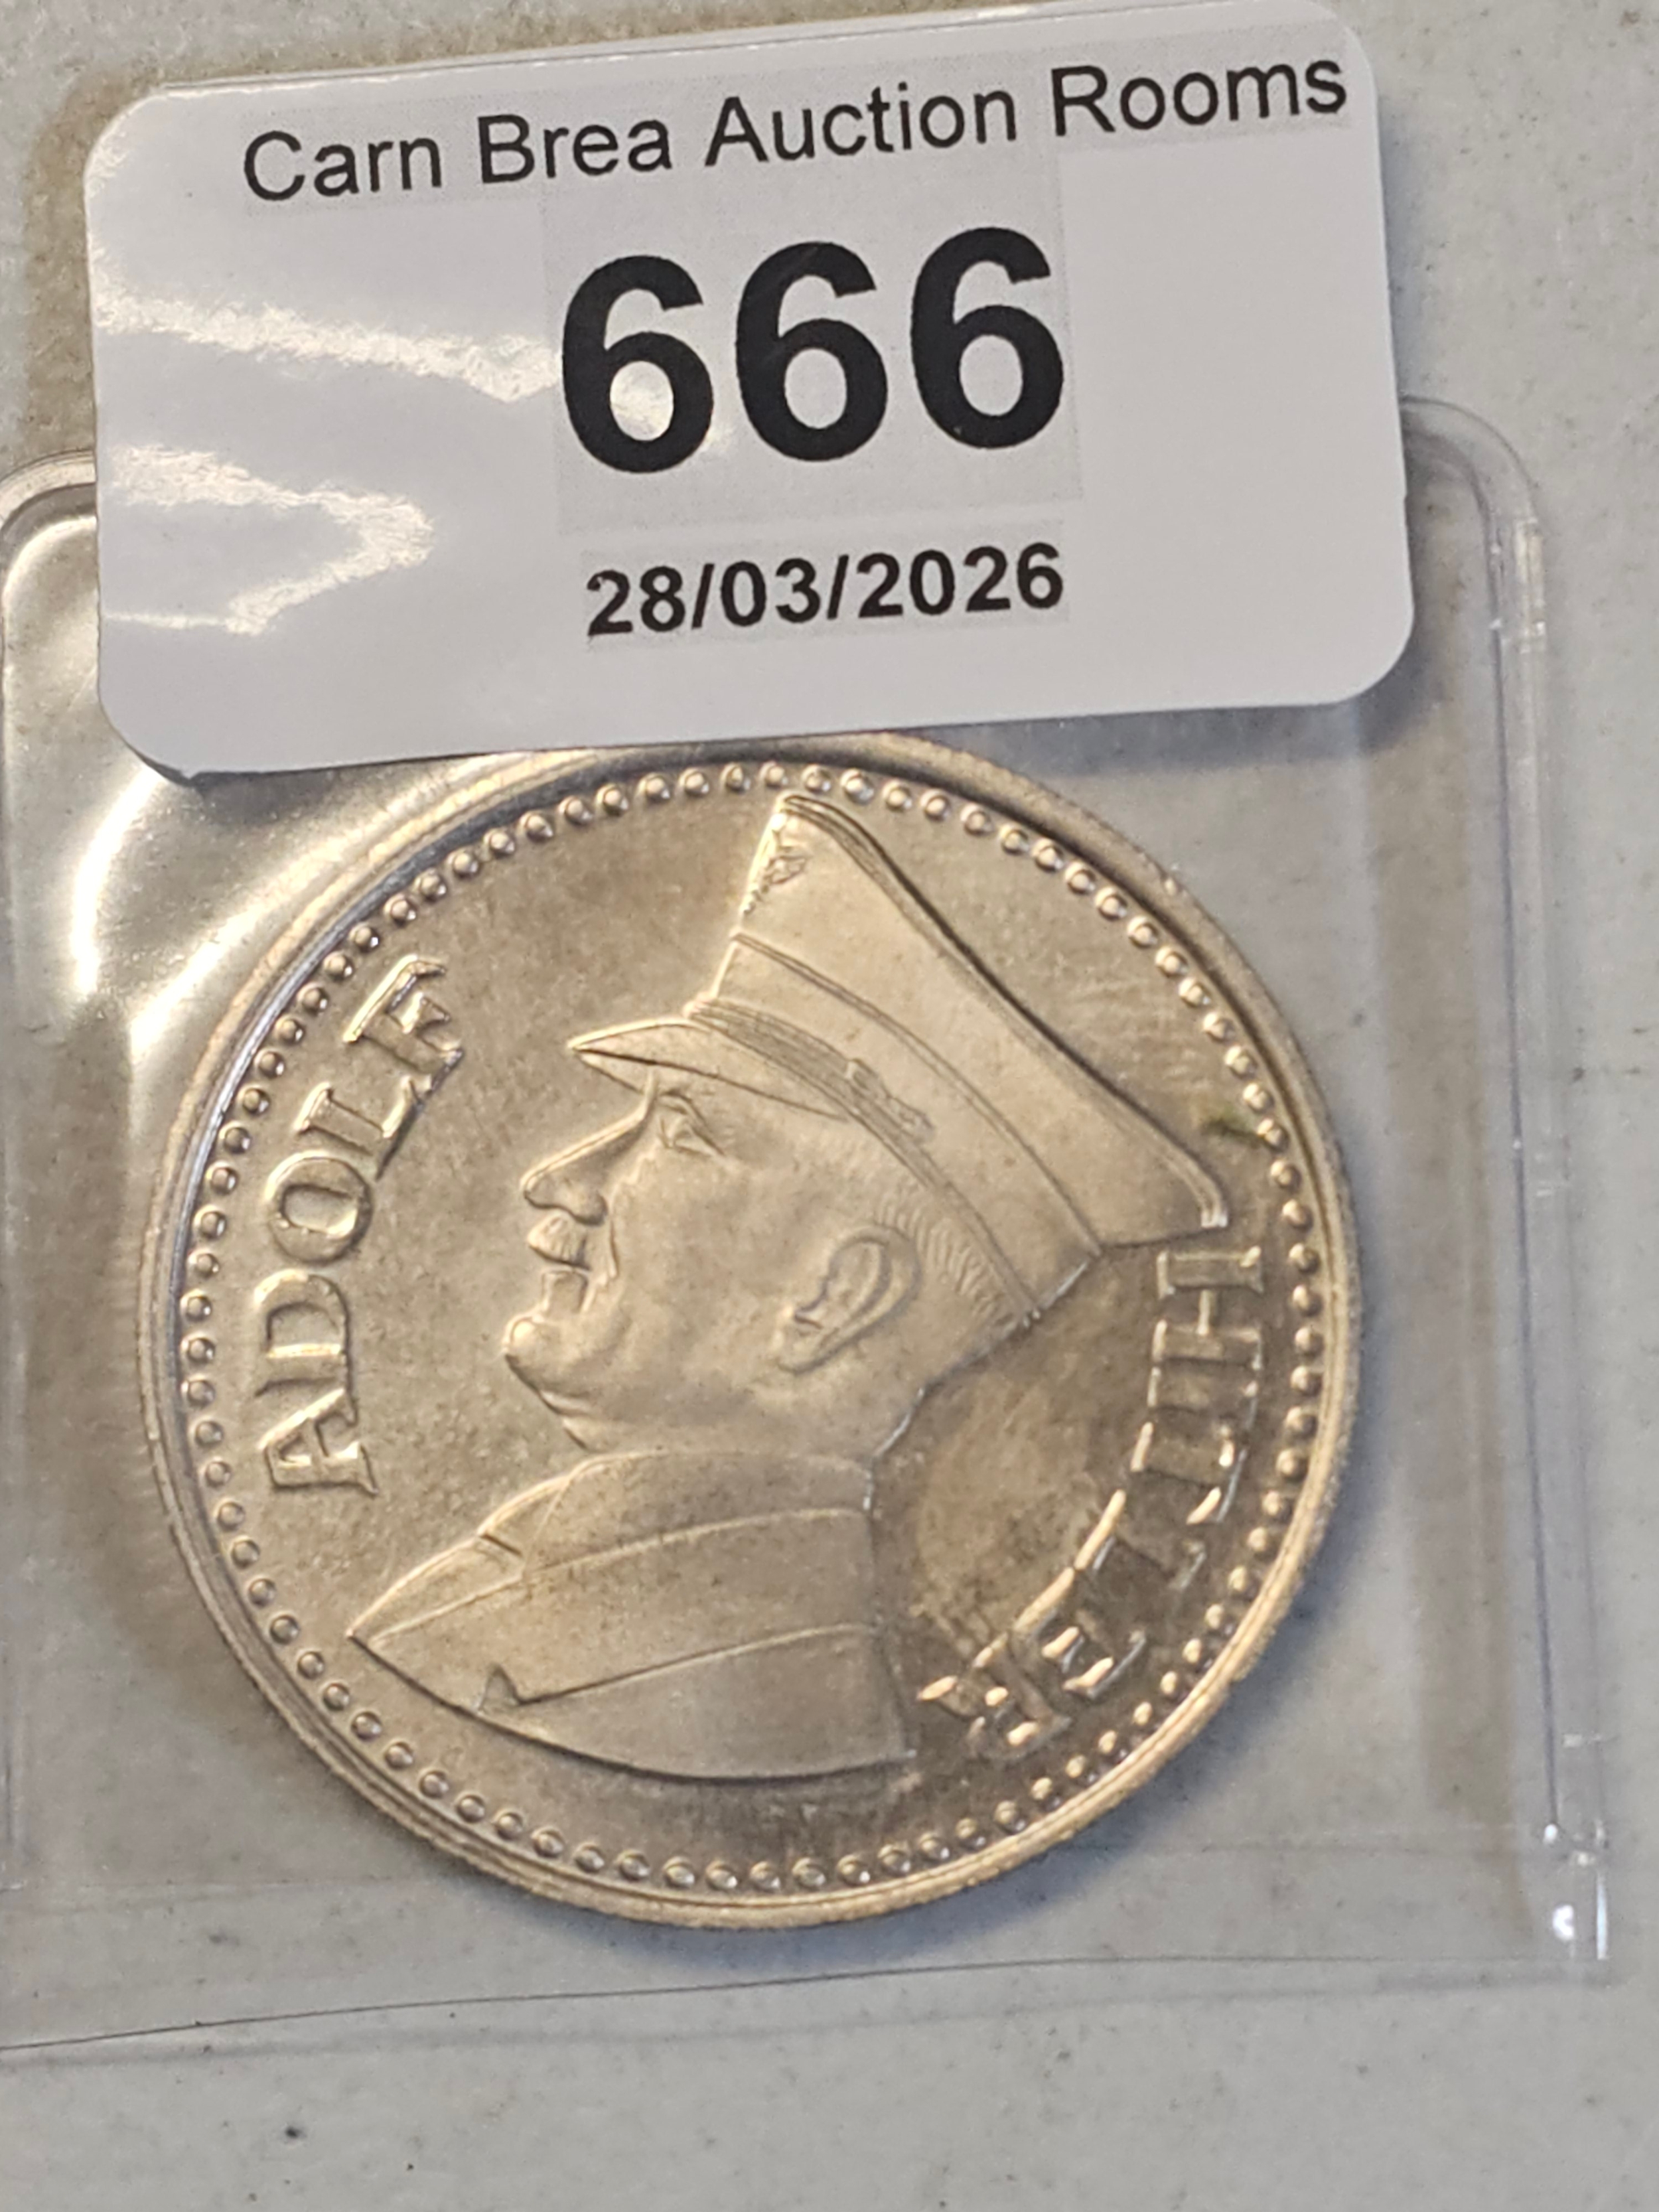 Carn Brea Auction Rooms
666
28/03/2026
ADOLF
HITLER